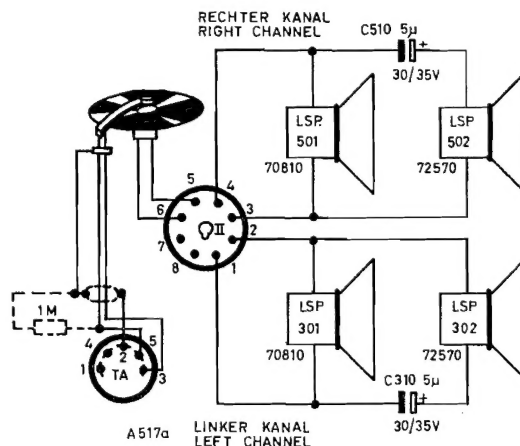 RECHTER KANAL
RIGHT CHANNEL
C510 5µ
+
30/35V
LSP.
501
70810
LSP
502
72570
5
4
6
3
II
2
7
8
1
1M
4
2
5
1
TA
3
LSP
301
70810
LSP
302
72570
C310 5µ
+
30/35V
A517a
LINKER KANAL
LEFT CHANNEL